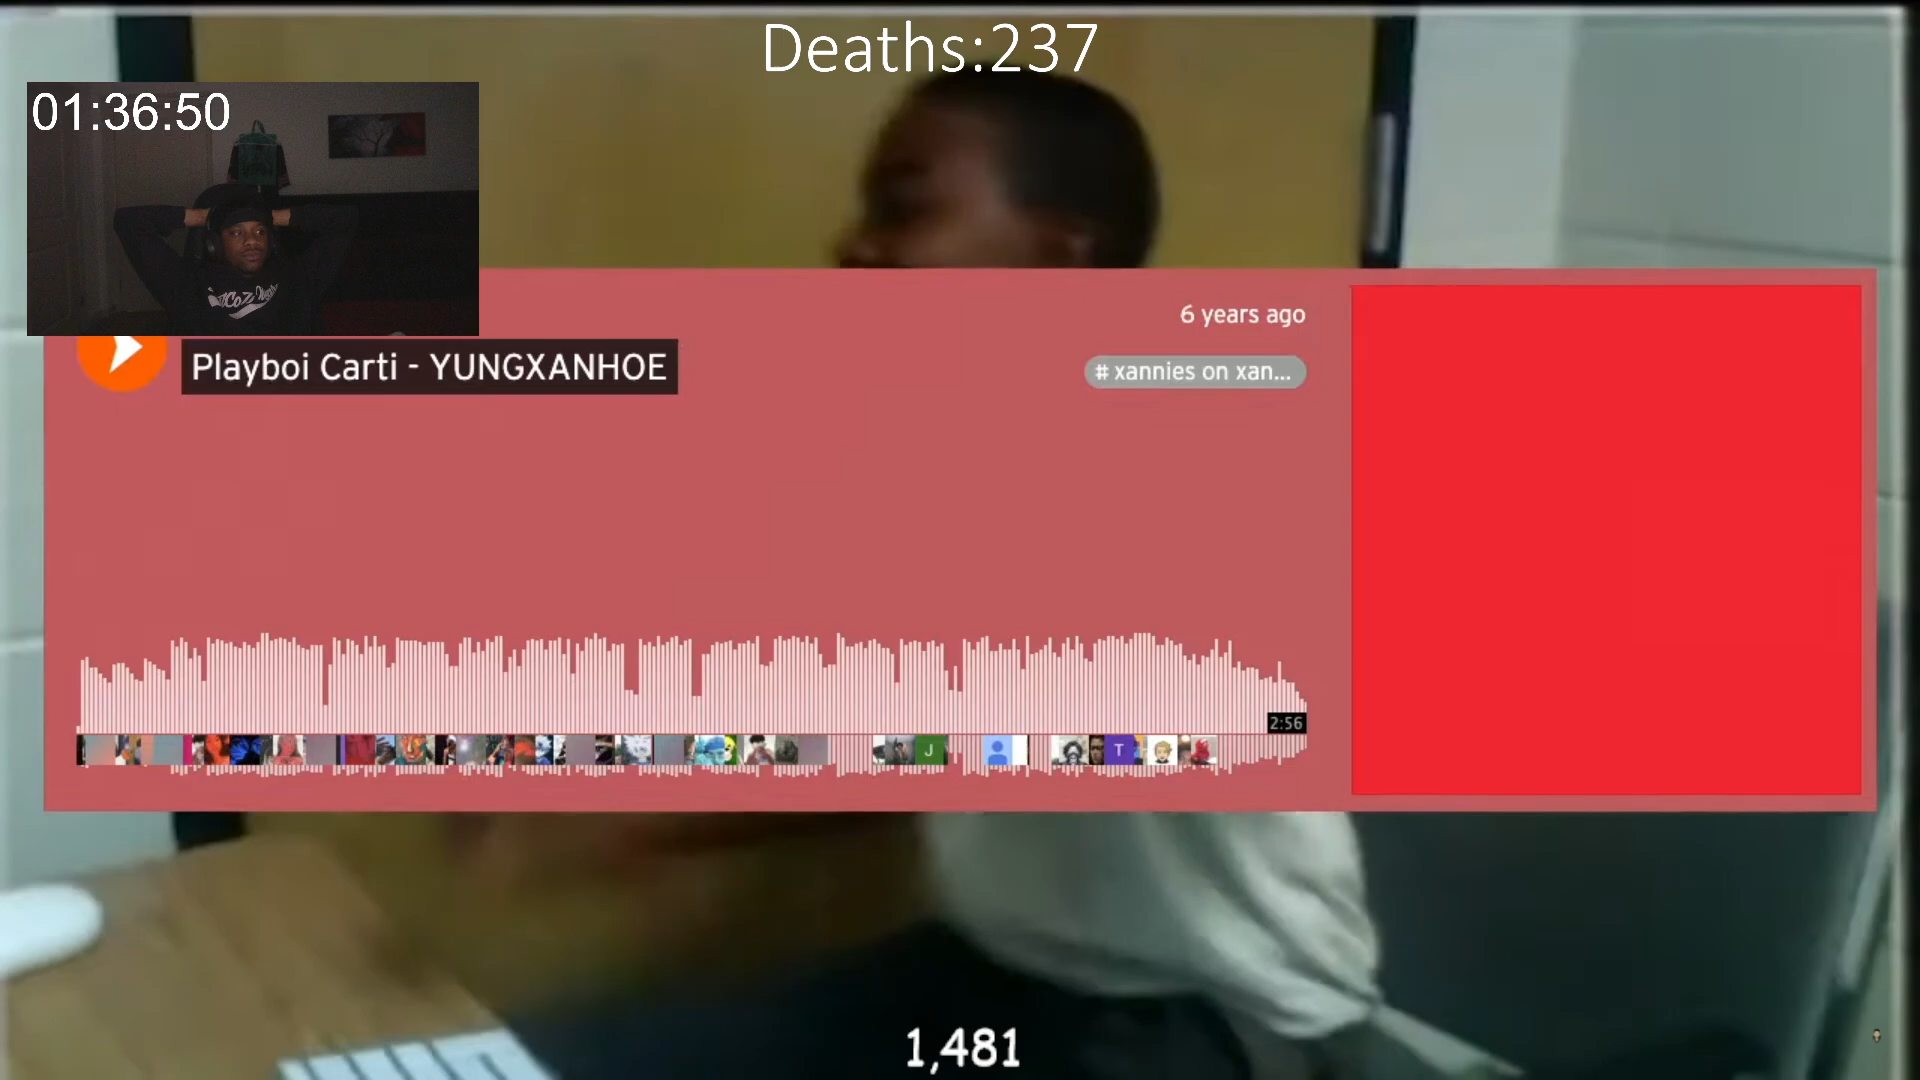 Deaths:237
01:36:50
6 years ago
Playboi Carti - YUNGXANHOE
# xannies on xan...
2:56
J
T
1,481